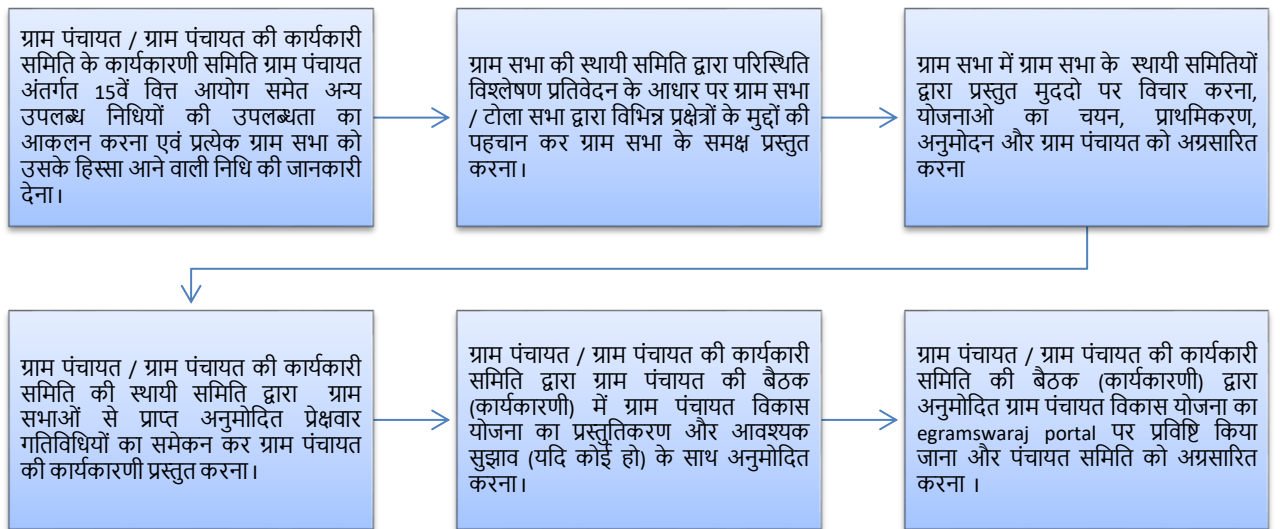 ग्राम पंचायत / ग्राम पंचायत की कार्यकारी
समिति के कार्यकारणी समिति ग्राम पंचायत
अंतर्गत 15वें वित्त आयोग समेत अन्य
उपलब्ध निधियों की उपलब्धता का
आकलन करना एवं प्रत्येक ग्राम सभा को
उसके हिस्सा आने वाली निधि की जानकारी
देना।
ग्राम सभा की स्थायी समिति द्वारा परिस्थिति
विश्लेषण प्रतिवेदन के आधार पर ग्राम सभा
/ टोला सभा द्वारा विभिन्न प्रक्षेत्रों के मुद्दों की
पहचान कर ग्राम सभा के समक्ष प्रस्तुत
करना।
ग्राम सभा में ग्राम सभा के स्थायी समितियों
द्वारा प्रस्तुत मुददो पर विचार करना,
योजनाओ का चयन, प्राथमिकरण,
अनुमोदन और ग्राम पंचायत को अग्रसारित
करना
ग्राम पंचायत / ग्राम पंचायत की कार्यकारी
समिति की स्थायी समिति द्वारा ग्राम
सभाओं से प्राप्त अनुमोदित प्रेक्षवार
गतिविधियों का समेकन कर ग्राम पंचायत
की कार्यकारणी प्रस्तुत करना।
ग्राम पंचायत / ग्राम पंचायत की कार्यकारी
समिति द्वारा ग्राम पंचायत की बैठक
(कार्यकारणी) में ग्राम पंचायत विकास
योजना का प्रस्तुतिकरण और आवश्यक
सुझाव (यदि कोई हो) के साथ अनुमोदित
करना।
ग्राम पंचायत / ग्राम पंचायत की कार्यकारी
समिति की बैठक (कार्यकारणी) द्वारा
अनुमोदित ग्राम पंचायत विकास योजना का
egramswaraj portal पर प्रविष्टि किया
जाना और पंचायत समिति को अग्रसारित
करना ।